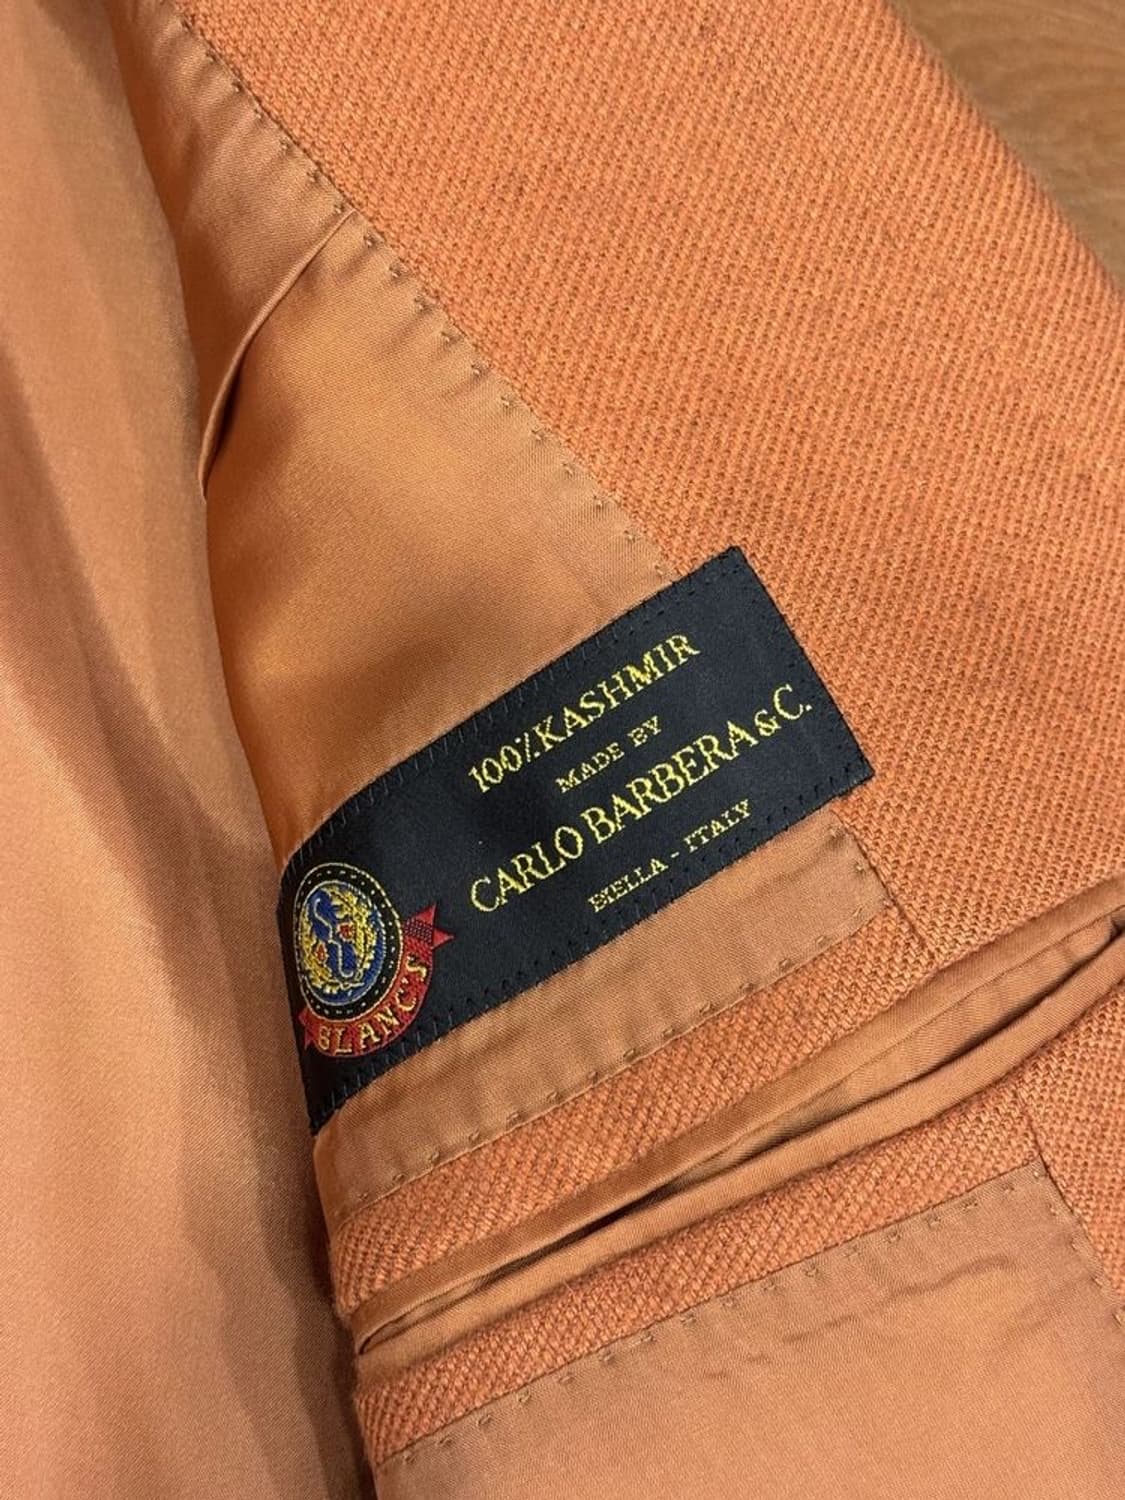 100% KASHMIR
MADE BY
CARLO BARBERA & C.
BIELLA - ITALY
BLANC'S